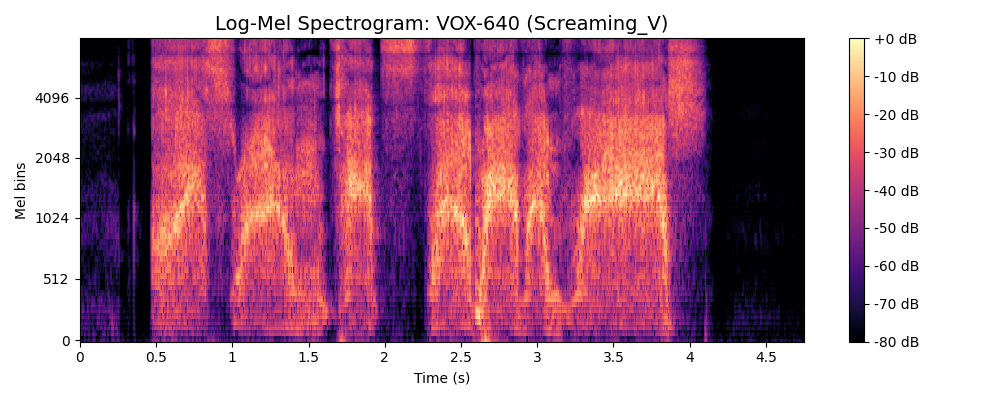 Log-Mel Spectrogram: VOX-640 (Screaming_V)
Mel bins
4096
2048
1024
512
0
0 0.5 1 1.5 2 2.5 3 3.5 4 4.5
Time (s)
+0 dB
-10 dB
-20 dB
-30 dB
-40 dB
-50 dB
-60 dB
-70 dB
-80 dB